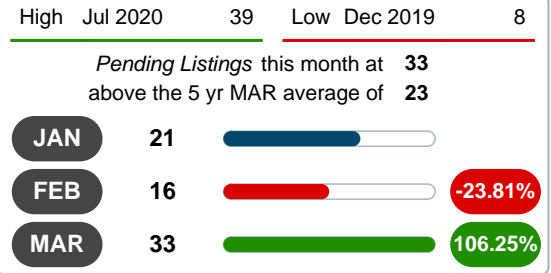 High Jul 2020 39 Low Dec 2019 8
Pending Listings this month at 33
above the 5 yr MAR average of 23
JAN 21
FEB 16 -23.81%
MAR 33 106.25%